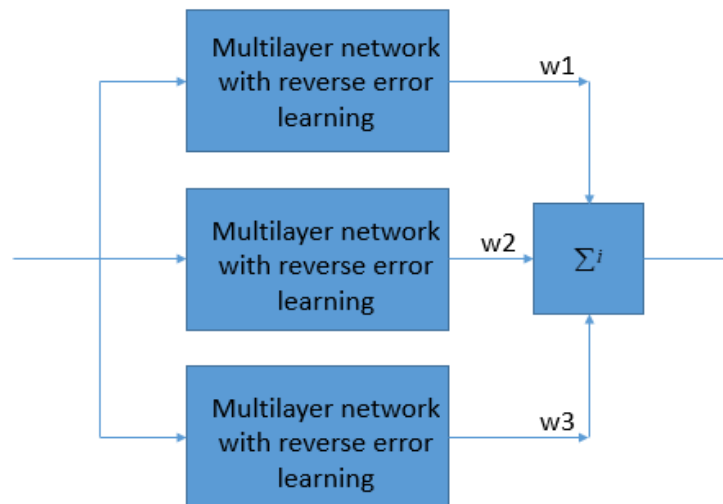 Multilayer network
with reverse error
learning
w1
Multilayer network
with reverse error
learning
w2
∑ⁱ
Multilayer network
with reverse error
learning
w3